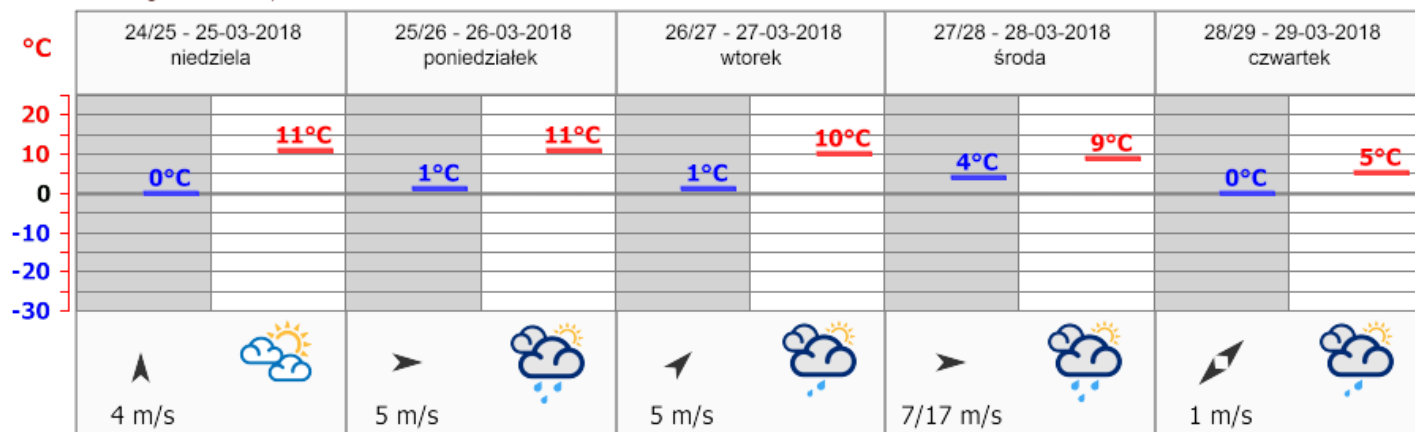 °C
24/25 - 25-03-2018
niedziela
25/26 - 26-03-2018
poniedziałek
26/27 - 27-03-2018
wtorek
27/28 - 28-03-2018
środa
28/29 - 29-03-2018
czwartek
20
10
0
-10
-20
-30
0°C
11°C
1°C
11°C
1°C
10°C
4°C
9°C
0°C
5°C
4 m/s
5 m/s
5 m/s
7/17 m/s
1 m/s